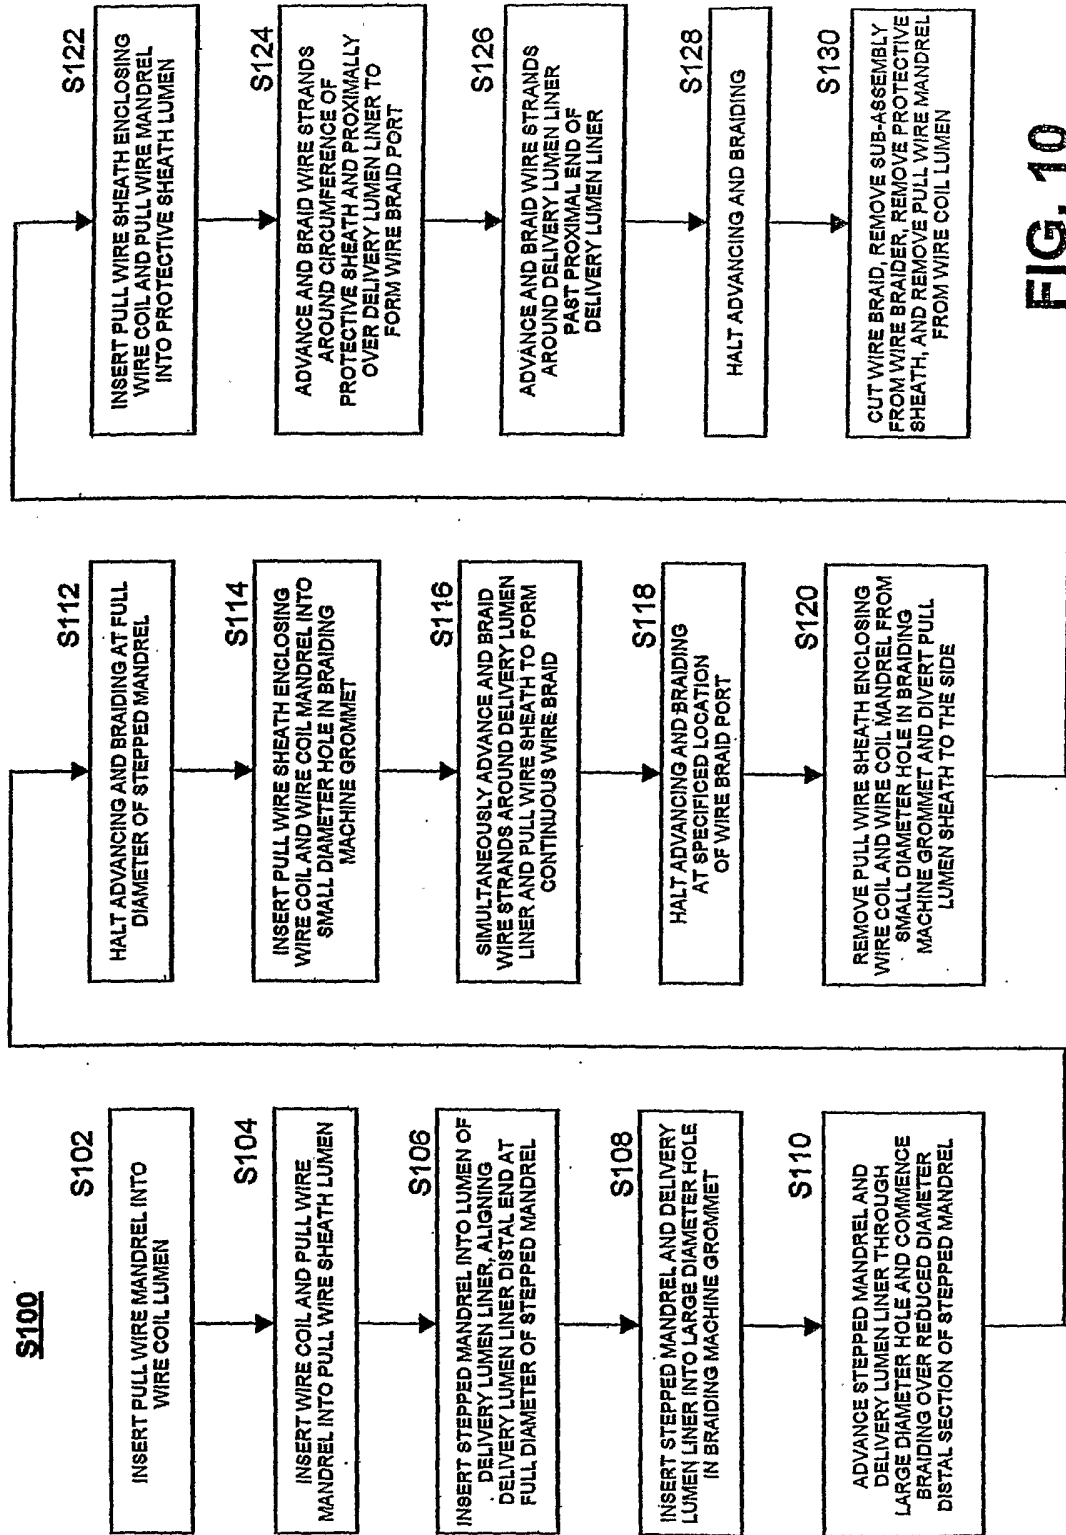 S100
S102
INSERT PULL WIRE MANDREL INTO
WIRE COIL LUMEN
S104
INSERT WIRE COIL AND PULL WIRE
MANDREL INTO PULL WIRE SHEATH LUMEN
S106
INSERT STEPPED MANDREL INTO LUMEN OF
DELIVERY LUMEN LINER, ALIGNING
DELIVERY LUMEN LINER DISTAL END AT
FULL DIAMETER OF STEPPED MANDREL
S108
INSERT STEPPED MANDREL AND DELIVERY
LUMEN LINER INTO LARGE DIAMETER HOLE
IN BRAIDING MACHINE GROMMET
S110
ADVANCE STEPPED MANDREL AND
DELIVERY LUMEN LINER THROUGH
LARGE DIAMETER HOLE AND COMMENCE
BRAIDING OVER REDUCED DIAMETER
DISTAL SECTION OF STEPPED MANDREL
S112
HALT ADVANCING AND BRAIDING AT FULL
DIAMETER OF STEPPED MANDREL
S114
INSERT PULL WIRE SHEATH ENCLOSING
WIRE COIL AND WIRE COIL MANDREL INTO
SMALL DIAMETER HOLE IN BRAIDING
MACHINE GROMMET
S116
SIMULTANEOUSLY ADVANCE AND BRAID
WIRE STRANDS AROUND DELIVERY LUMEN
LINER AND PULL WIRE SHEATH TO FORM
CONTINUOUS WIRE BRAID
S118
HALT ADVANCING AND BRAIDING
AT SPECIFICED LOCATION
OF WIRE BRAID PORT
S120
REMOVE PULL WIRE SHEATH ENCLOSING
WIRE COIL AND WIRE COIL MANDREL FROM
SMALL DIAMETER HOLE IN BRAIDING
MACHINE GROMMET AND DIVERT PULL
LUMEN SHEATH TO THE SIDE
S122
INSERT PULL WIRE SHEATH ENCLOSING
WIRE COIL AND PULL WIRE MANDREL
INTO PROTECTIVE SHEATH LUMEN
S124
ADVANCE AND BRAID WIRE STRANDS
AROUND CIRCUMFERENCE OF
PROTECTIVE SHEATH AND PROXIMALLY
OVER DELIVERY LUMEN LINER TO
FORM WIRE BRAID PORT
S126
ADVANCE AND BRAID WIRE STRANDS
AROUND DELIVERY LUMEN LINER
PAST PROXIMAL END OF
DELIVERY LUMEN LINER
S128
HALT ADVANCING AND BRAIDING
S130
CUT WIRE BRAID, REMOVE SUB-ASSEMBLY
FROM WIRE BRAIDER, REMOVE PROTECTIVE
SHEATH, AND REMOVE PULL WIRE MANDREL
FROM WIRE COIL LUMEN
FIG. 10